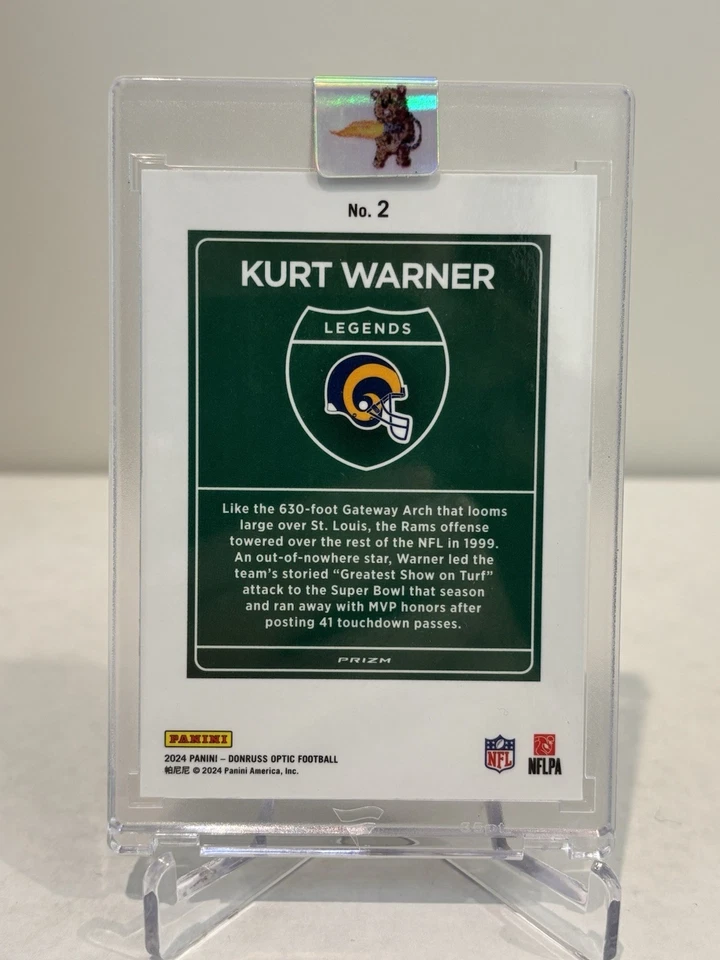 No. 2
KURT WARNER
LEGENDS
Like the 630-foot Gateway Arch that looms
large over St. Louis, the Rams offense
towered over the rest of the NFL in 1999.
An out-of-nowhere star, Warner led the
team's storied “Greatest Show on Turf”
attack to the Super Bowl that season
and ran away with MVP honors after
posting 41 touchdown passes.
PRIZM
PANINI
2024 PANINI – DONRUSS OPTIC FOOTBALL
帕尼尼 © 2024 Panini America, Inc.
NFL
NFLPA